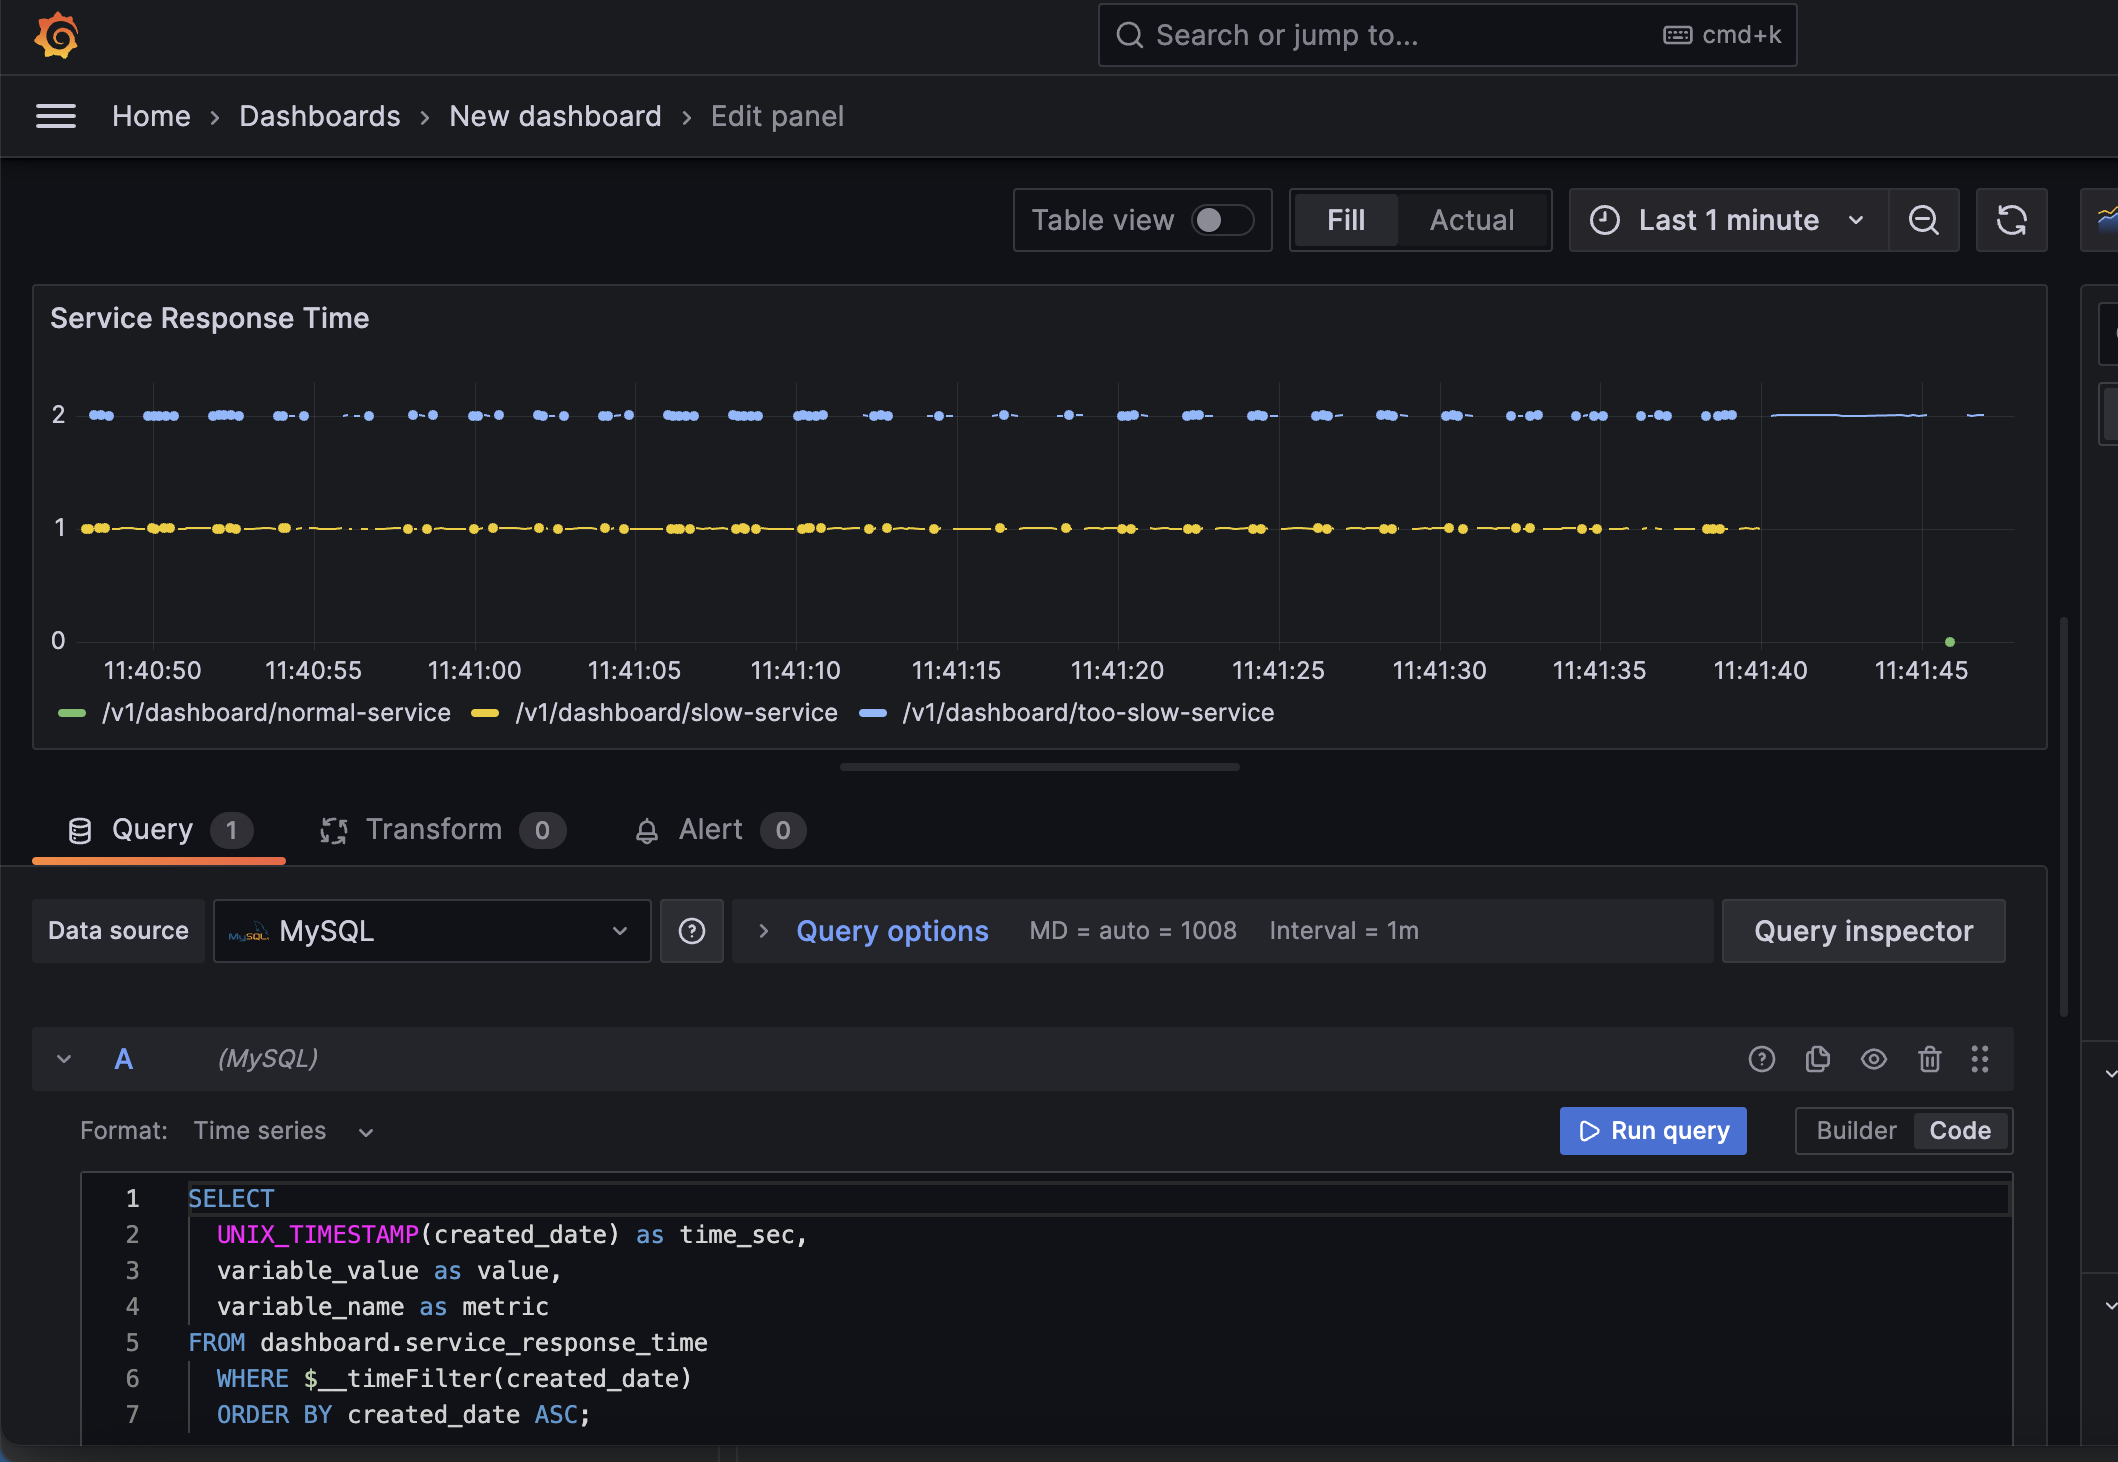 Search or jump to... cmd+k
Home › Dashboards › New dashboard › Edit panel
Table view Fill Actual Last 1 minute
Service Response Time
2
1
0
11:40:50 11:40:55 11:41:00 11:41:05 11:41:10 11:41:15 11:41:20 11:41:25 11:41:30 11:41:35 11:41:40 11:41:45
/v1/dashboard/normal-service /v1/dashboard/slow-service /v1/dashboard/too-slow-service
Query 1 Transform 0 Alert 0
Data source MySQL MySQL Query options MD = auto = 1008 Interval = 1m Query inspector
A (MySQL)
Format: Time series Run query Builder Code
1 SELECT
2 UNIX_TIMESTAMP(created_date) as time_sec,
3 variable_value as value,
4 variable_name as metric
5 FROM dashboard.service_response_time
6 WHERE $__timeFilter(created_date)
7 ORDER BY created_date ASC;